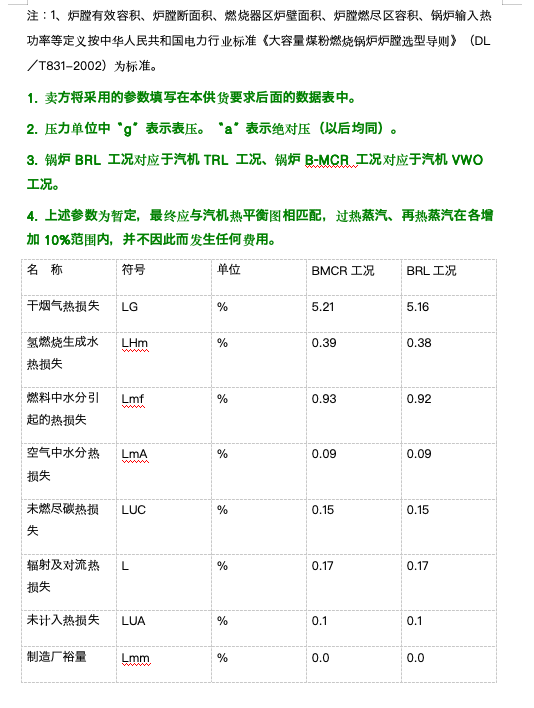 注：1、炉膛有效容积、炉膛断面积、燃烧器区炉壁面积、炉膛燃尽区容积、锅炉输入热
功率等定义按中华人民共和国电力行业标准《大容量煤粉燃烧锅炉炉膛选型导则》（DL
／T831-2002）为标准。
1. 卖方将采用的参数填写在本供货要求后面的数据表中。
2. 压力单位中〝g〞表示表压。〝a〞表示绝对压（以后均同）。
3. 锅炉 BRL 工况对应于汽机 TRL 工况、锅炉 B-MCR 工况对应于汽机 VWO
工况。
4. 上述参数为暂定，最终应与汽机热平衡图相匹配，过热蒸汽、再热蒸汽在各增
加 10%范围内，并不因此而发生任何费用。
名 称 符号 单位 BMCR 工况 BRL 工况
干烟气热损失 LG % 5.21 5.16
氢燃烧生成水 LHm % 0.39 0.38
热损失
燃料中水分引 Lmf % 0.93 0.92
起的热损失
空气中水分热 LmA % 0.09 0.09
损失
未燃尽碳热损 LUC % 0.15 0.15
失
辐射及对流热 L % 0.17 0.17
损失
未计入热损失 LUA % 0.1 0.1
制造厂裕量 Lmm % 0.0 0.0